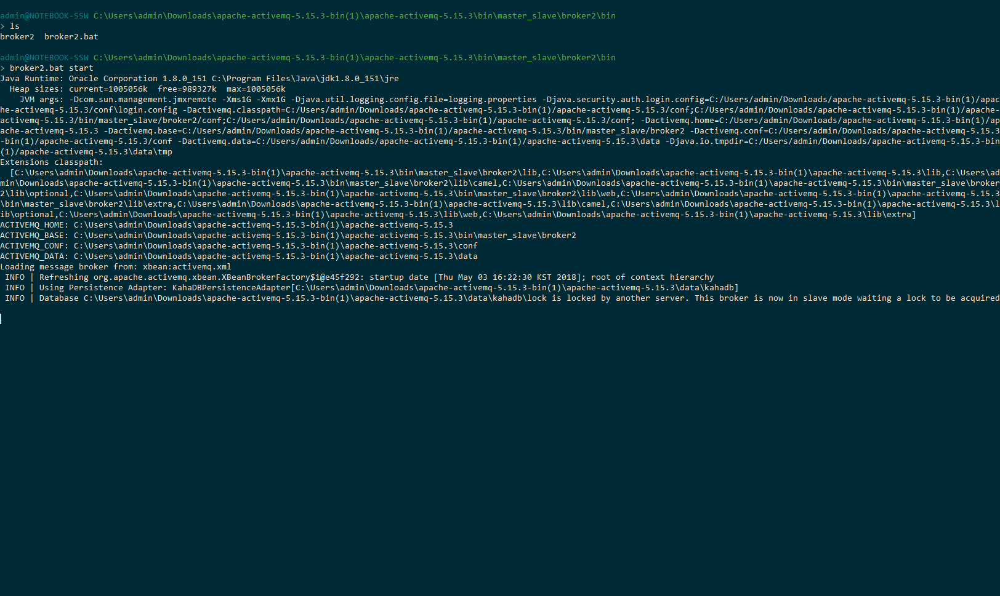 admin@NOTEBOOK-SSW C:\Users\admin\Downloads\apache-activemq-5.15.3-bin(1)\apache-activemq-5.15.3\bin\master_slave\broker2\bin
> ls
broker2  broker2.bat
admin@NOTEBOOK-SSW C:\Users\admin\Downloads\apache-activemq-5.15.3-bin(1)\apache-activemq-5.15.3\bin\master_slave\broker2\bin
> broker2.bat start
Java Runtime: Oracle Corporation 1.8.0_151 C:\Program Files\Java\jdk1.8.0_151\jre
  Heap sizes: current=1005056k  free=989327k  max=1005056k
    JVM args: -Dcom.sun.management.jmxremote -Xms1G -Xmx1G -Djava.util.logging.config.file=logging.properties -Djava.security.auth.login.config=C:/Users/admin/Downloads/apache-activemq-5.15.3-bin(1)/apac
he-activemq-5.15.3/conf\login.config -Dactivemq.classpath=C:/Users/admin/Downloads/apache-activemq-5.15.3-bin(1)/apache-activemq-5.15.3/conf;C:/Users/admin/Downloads/apache-activemq-5.15.3-bin(1)/apache-
activemq-5.15.3/bin/master_slave/broker2/conf;C:/Users/admin/Downloads/apache-activemq-5.15.3-bin(1)/apache-activemq-5.15.3/conf; -Dactivemq.home=C:/Users/admin/Downloads/apache-activemq-5.15.3-bin(1)/ap
ache-activemq-5.15.3 -Dactivemq.base=C:/Users/admin/Downloads/apache-activemq-5.15.3-bin(1)/apache-activemq-5.15.3/bin/master_slave/broker2 -Dactivemq.conf=C:/Users/admin/Downloads/apache-activemq-5.15.3
-bin(1)/apache-activemq-5.15.3/conf -Dactivemq.data=C:/Users/admin/Downloads/apache-activemq-5.15.3-bin(1)/apache-activemq-5.15.3\data -Djava.io.tmpdir=C:/Users/admin/Downloads/apache-activemq-5.15.3-bin
(1)/apache-activemq-5.15.3\data\tmp
Extensions classpath:
  [C:\Users\admin\Downloads\apache-activemq-5.15.3-bin(1)\apache-activemq-5.15.3\bin\master_slave\broker2\lib,C:\Users\admin\Downloads\apache-activemq-5.15.3-bin(1)\apache-activemq-5.15.3\lib,C:\Users\ad
min\Downloads\apache-activemq-5.15.3-bin(1)\apache-activemq-5.15.3\bin\master_slave\broker2\lib\camel,C:\Users\admin\Downloads\apache-activemq-5.15.3-bin(1)\apache-activemq-5.15.3\bin\master_slave\broker
2\lib\optional,C:\Users\admin\Downloads\apache-activemq-5.15.3-bin(1)\apache-activemq-5.15.3\bin\master_slave\broker2\lib\web,C:\Users\admin\Downloads\apache-activemq-5.15.3-bin(1)\apache-activemq-5.15.3
\bin\master_slave\broker2\lib\extra,C:\Users\admin\Downloads\apache-activemq-5.15.3-bin(1)\apache-activemq-5.15.3\lib\camel,C:\Users\admin\Downloads\apache-activemq-5.15.3-bin(1)\apache-activemq-5.15.3\l
ib\optional,C:\Users\admin\Downloads\apache-activemq-5.15.3-bin(1)\apache-activemq-5.15.3\lib\web,C:\Users\admin\Downloads\apache-activemq-5.15.3-bin(1)\apache-activemq-5.15.3\lib\extra]
ACTIVEMQ_HOME: C:\Users\admin\Downloads\apache-activemq-5.15.3-bin(1)\apache-activemq-5.15.3
ACTIVEMQ_BASE: C:\Users\admin\Downloads\apache-activemq-5.15.3-bin(1)\apache-activemq-5.15.3\bin\master_slave\broker2
ACTIVEMQ_CONF: C:\Users\admin\Downloads\apache-activemq-5.15.3-bin(1)\apache-activemq-5.15.3\conf
ACTIVEMQ_DATA: C:\Users\admin\Downloads\apache-activemq-5.15.3-bin(1)\apache-activemq-5.15.3\data
Loading message broker from: xbean:activemq.xml
 INFO | Refreshing org.apache.activemq.xbean.XBeanBrokerFactory$1@e45f292: startup date [Thu May 03 16:22:30 KST 2018]; root of context hierarchy
 INFO | Using Persistence Adapter: KahaDBPersistenceAdapter[C:\Users\admin\Downloads\apache-activemq-5.15.3-bin(1)\apache-activemq-5.15.3\data\kahadb]
 INFO | Database C:\Users\admin\Downloads\apache-activemq-5.15.3-bin(1)\apache-activemq-5.15.3\data\kahadb\lock is locked by another server. This broker is now in slave mode waiting a lock to be acquired